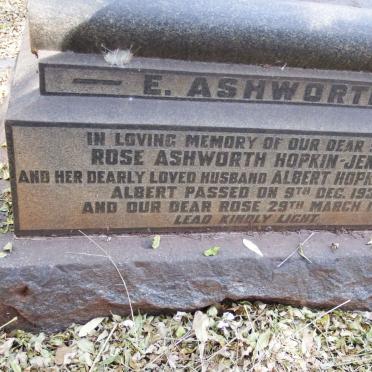 — E. ASHWORTH
IN LOVING MEMORY OF OUR DEAR
ROSE ASHWORTH HOPKIN-JEN
AND HER DEARLY LOVED HUSBAND ALBERT HOPK
ALBERT PASSED ON 9TH DEC. 19
AND OUR DEAR ROSE 29TH MARCH
LEAD KINDLY LIGHT.